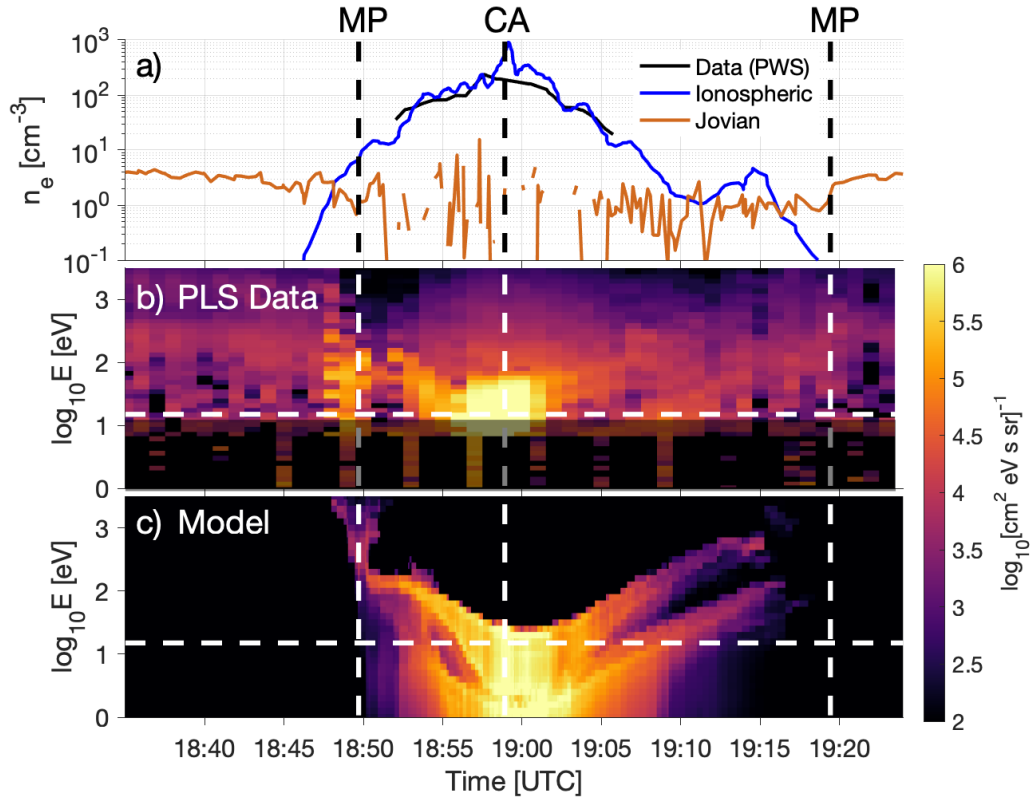 MP CA MP
10³
10²
10¹
10⁰
10⁻¹
nₑ [cm⁻³]
a)
Data (PWS)
Ionospheric
Jovian
b) PLS Data
3
2
1
0
log₁₀E [eV]
c) Model
3
2
1
0
log₁₀E [eV]
18:40 18:45 18:50 18:55 19:00 19:05 19:10 19:15 19:20
Time [UTC]
6
5.5
5
4.5
4
3.5
3
2.5
2
log₁₀[cm² eV s sr]⁻¹